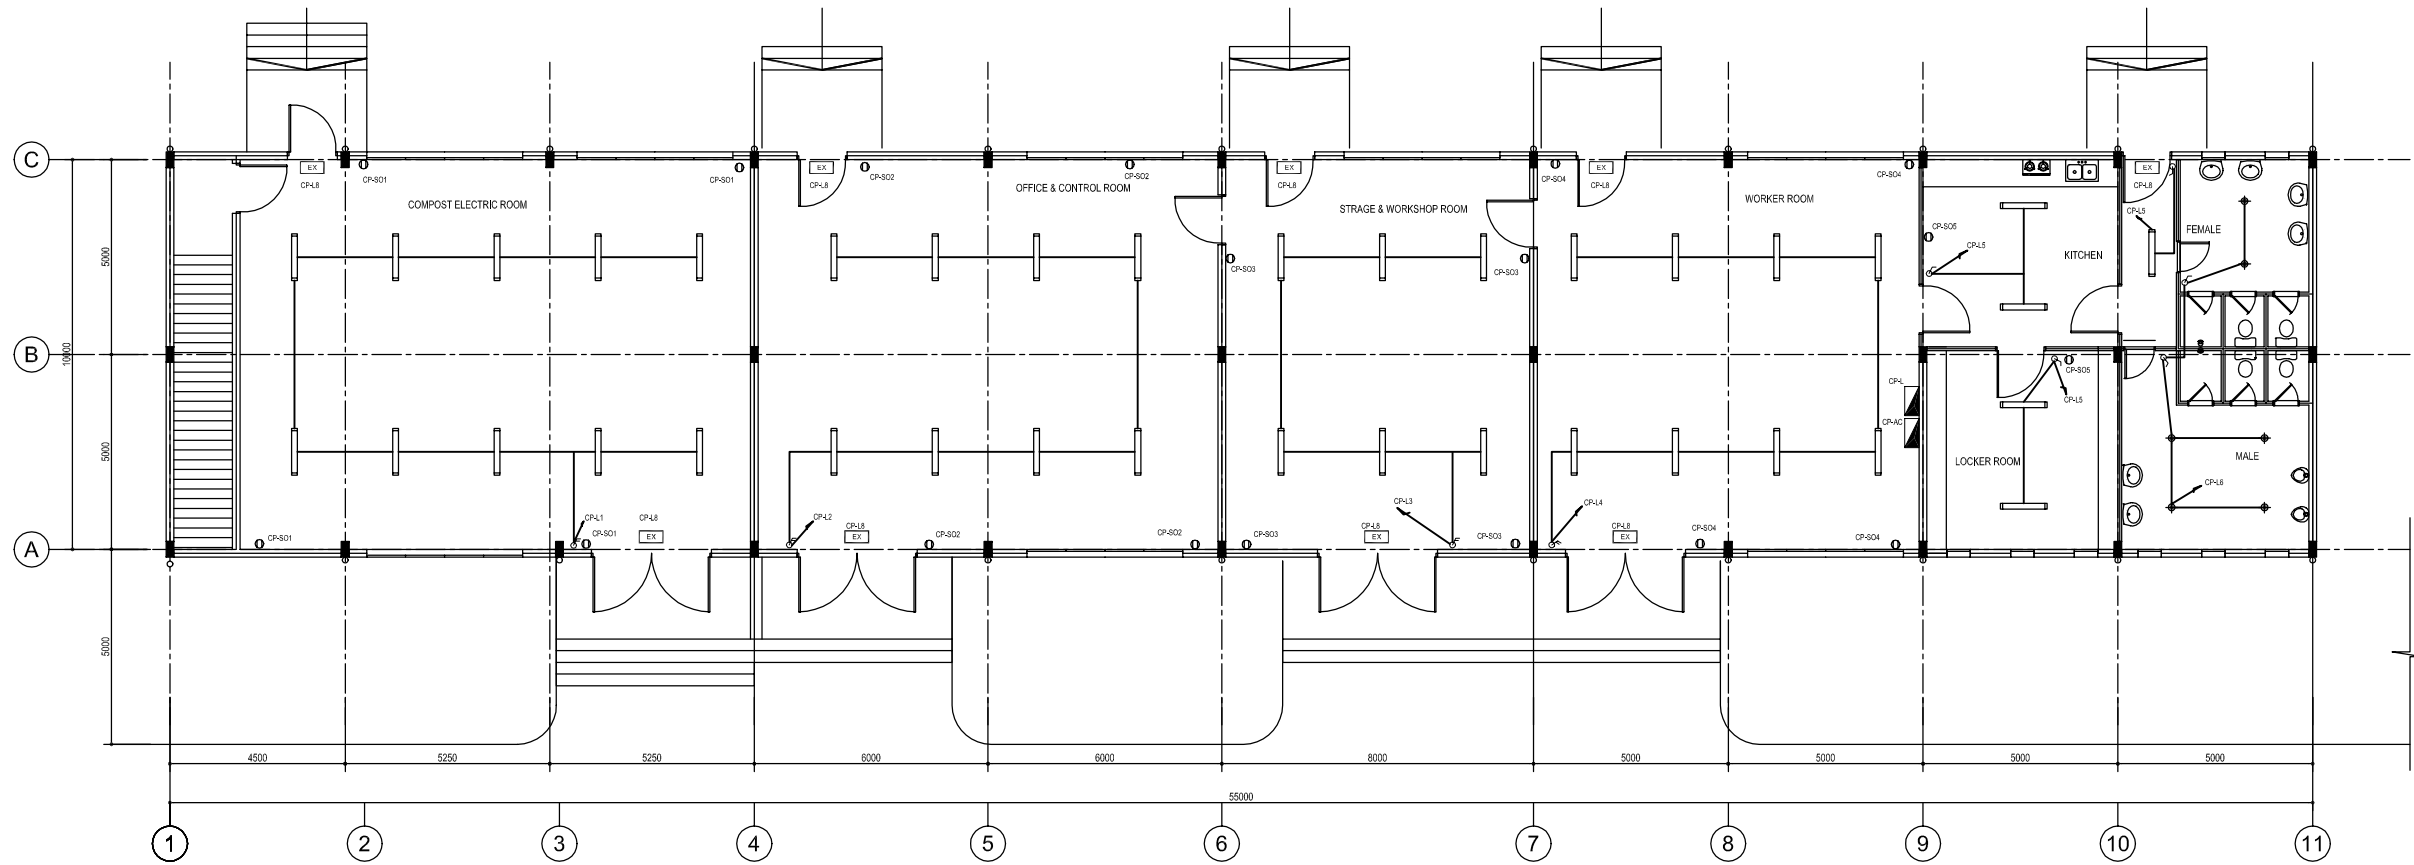 C
EX
CP-L8
CP-SO1
CP-SO1
EX
CP-L8
CP-SO2
OFFICE & CONTROL ROOM
CP-SO2
EX
CP-L8
CP-SO4
EX
CP-L8
CP-SO4
EX
CP-L8
COMPOST ELECTRIC ROOM
STRAGE & WORKSHOP ROOM
WORKER ROOM
CP-L5
FEMALE
CP-SO5
CP-L5
KITCHEN
5000
CP-SO3
CP-SO3
B
10000
CP-SO5
CP-L
CP-L5
CP-AC
5000
LOCKER ROOM
MALE
CP-L6
CP-L1
CP-L8
CP-L2
CP-L8
CP-L3
CP-L8
CP-L4
CP-L8
A
CP-SO1
CP-SO1
EX
EX
CP-SO2
CP-SO2
CP-SO3
EX
CP-SO3
EX
CP-SO4
CP-SO4
5000
4500
5250
5250
6000
6000
8000
5000
5000
5000
5000
55000
1
2
3
4
5
6
7
8
9
10
11